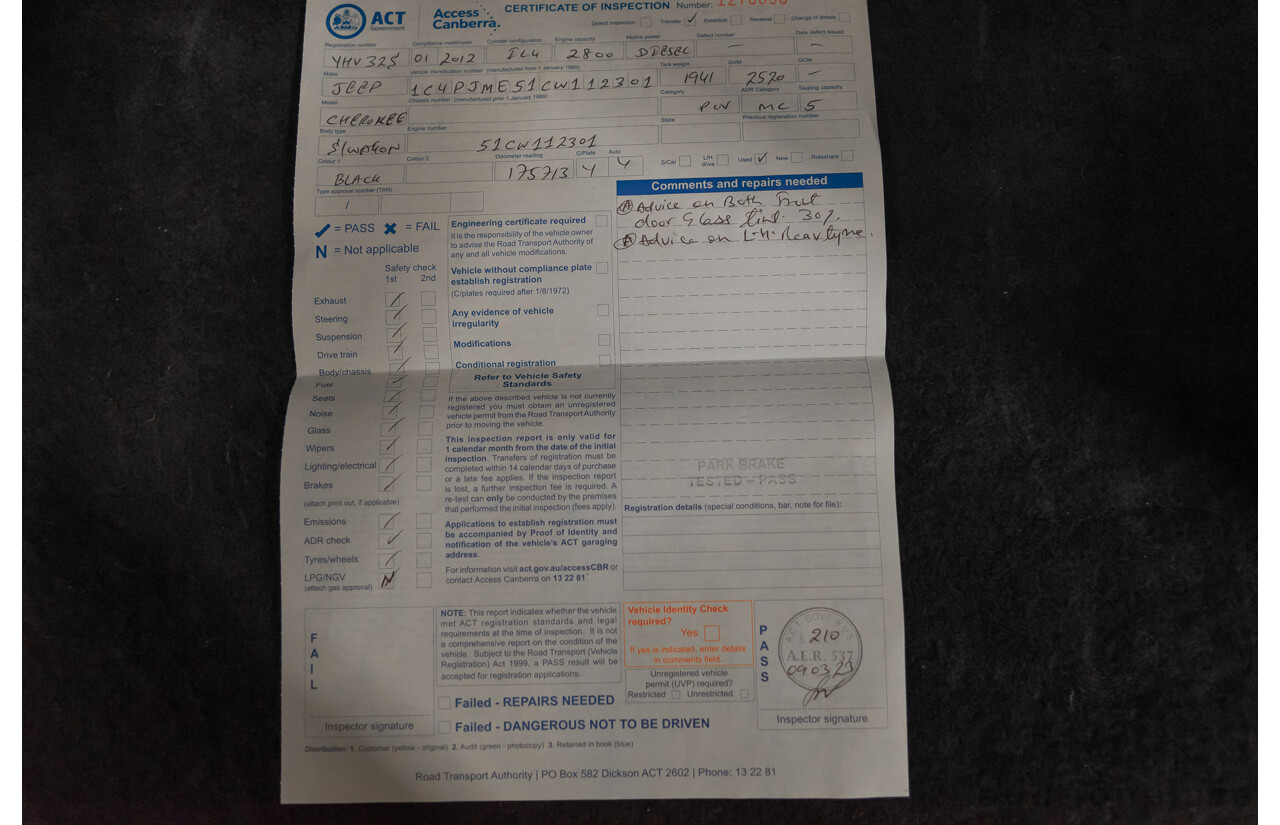 ACT
Government
Access
Canberra.
CERTIFICATE OF INSPECTION Number:
Defect inspection Transfer ✓ Establish Renewal Change of details
Registration number Compliance month/year Cylinder configuration Engine capacity Motive power Defect number Date defect issued
YHV 32S 01 2012 IL4 2800 DIESEL — —
Make Vehicle identification number (manufactured from 1 January 1989) Tare weight GVM GCM
JEEP 1C4PJME51CW112301 1941 2520 —
Model Chassis number (manufactured prior 1 January 1989) Category ADR Category Seating capacity
CHEROKEE PUV MC 5
Body type Engine number State Previous registration number
S/WAGON 51CW112301
Colour 1 Colour 2 Odometer reading C/Plate Auto
BLACK 175713 Y Y
S/Car L/H drive Used ✓ New Rideshare
Type approval number (TAN)
Comments and repairs needed
Ⓐ Advice on Both front
door Glass tint. 30%.
Ⓐ Advice on L-H-Rear tyre.
✓ = PASS ✖ = FAIL
N = Not applicable
Safety check
1st 2nd
Exhaust
Steering
Suspension
Drive train
Body/chassis
Fuel
Seats
Noise
Glass
Wipers
Lighting/electrical
Brakes
(attach print out, if applicable)
Emissions
ADR check
Tyres/wheels
LPG/NGV N
(attach gas approval)
Engineering certificate required
It is the responsibility of the vehicle owner
to advise the Road Transport Authority of
any and all vehicle modifications.
Vehicle without compliance plate
establish registration
(C/plates required after 1/8/1972)
Any evidence of vehicle
irregularity
Modifications
Conditional registration
Refer to Vehicle Safety
Standards
If the above described vehicle is not currently
registered you must obtain an unregistered
vehicle permit from the Road Transport Authority
prior to moving the vehicle.
This inspection report is only valid for
1 calendar month from the date of the initial
inspection. Transfers of registration must be
completed within 14 calendar days of purchase
or a late fee applies. If the inspection report
is lost, a further inspection fee is required. A
re-test can only be conducted by the premises
that performed the initial inspection (fees apply).
Applications to establish registration must
be accompanied by Proof of Identity and
notification of the vehicle's ACT garaging
address.
For information visit act.gov.au/accessCBR or
contact Access Canberra on 13 22 81
PARK BRAKE
TESTED – PASS
Registration details (special conditions, bar, note for file):
FAIL
Inspector signature
NOTE: This report indicates whether the vehicle
met ACT registration standards and legal
requirements at the time of inspection. It is not
a comprehensive report on the condition of the
vehicle. Subject to the Road Transport (Vehicle
Registration) Act 1999, a PASS result will be
accepted for registration applications.
Failed - REPAIRS NEEDED
Failed - DANGEROUS NOT TO BE DRIVEN
Vehicle Identity Check
required?
Yes
If yes is indicated, enter details
in comments field.
Unregistered vehicle
permit (UVP) required?
Restricted Unrestricted
PASS
210
A.E.R. 537
09 03 23
Inspector signature
Distribution: 1. Customer (yellow - original) 2. Audit (green - photocopy) 3. Retained in book (blue)
Road Transport Authority | PO Box 582 Dickson ACT 2602 | Phone: 13 22 81